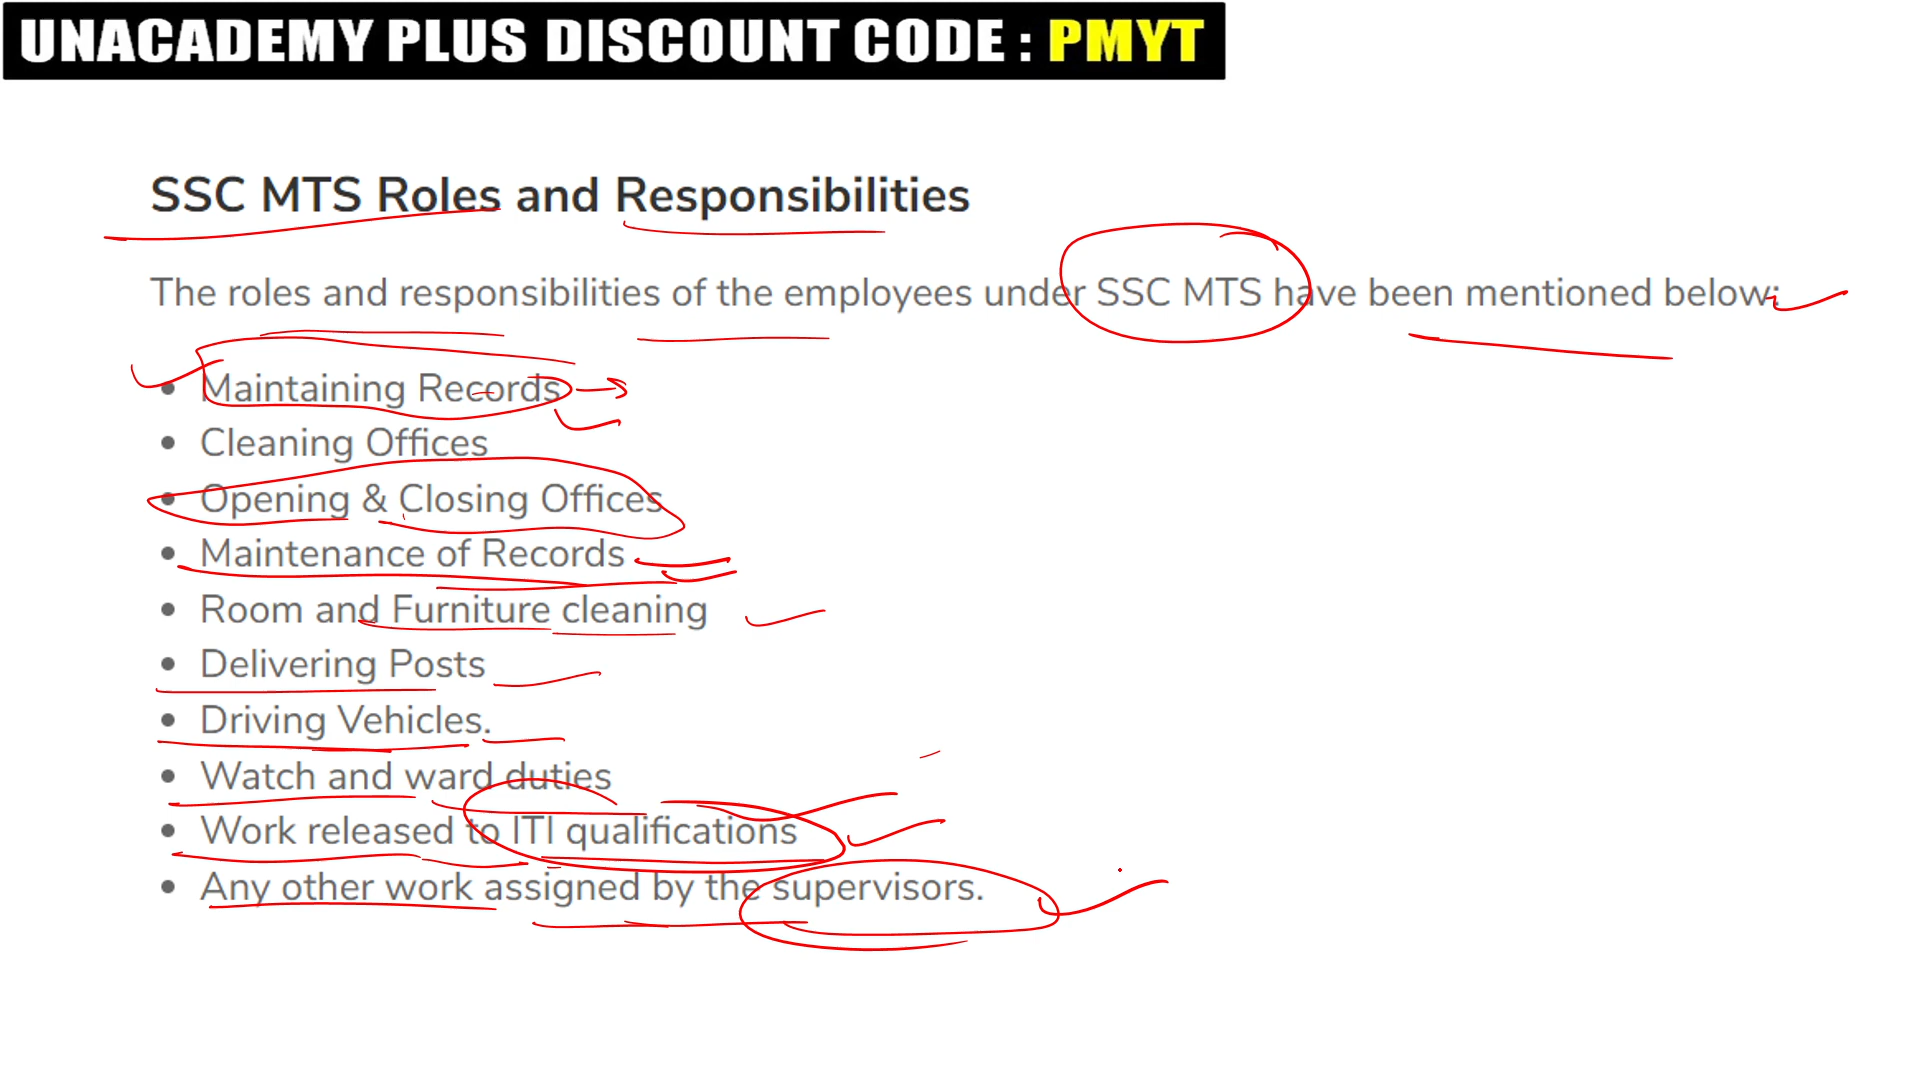 UNACADEMY PLUS DISCOUNT CODE : PMYT
SSC MTS Roles and Responsibilities
The roles and responsibilities of the employees under SSC MTS have been mentioned below:
• Maintaining Records
• Cleaning Offices
• Opening & Closing Offices
• Maintenance of Records
• Room and Furniture cleaning
• Delivering Posts
• Driving Vehicles.
• Watch and ward duties
• Work released to ITI qualifications
• Any other work assigned by the supervisors.